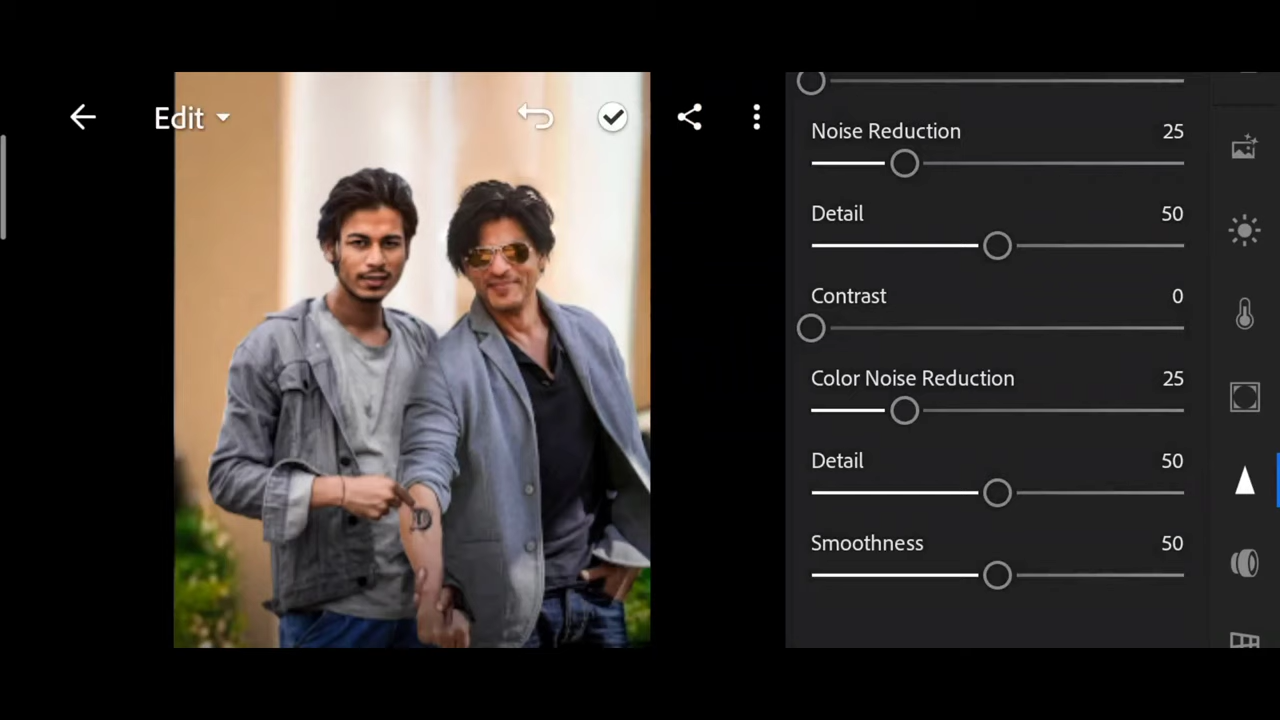 Edit
Noise Reduction 25
Detail 50
Contrast 0
Color Noise Reduction 25
Detail 50
Smoothness 50